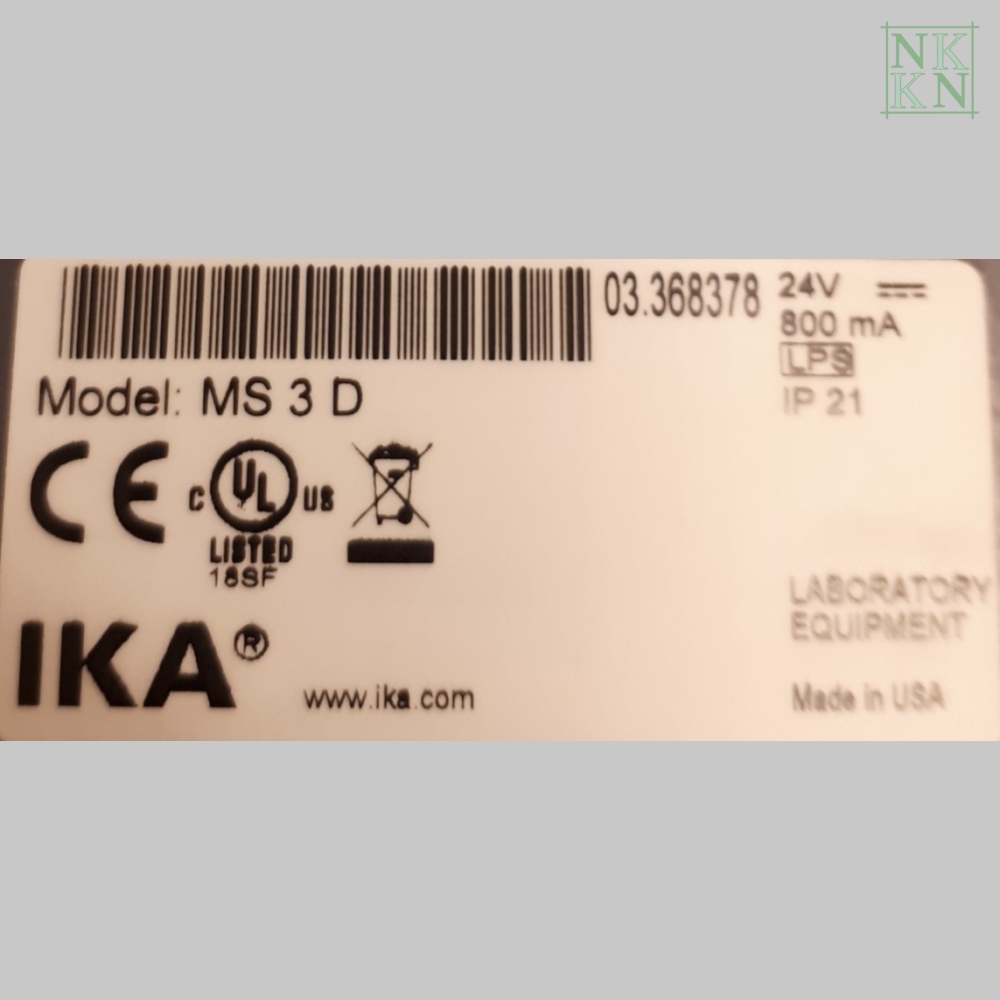 NK
KN
03.368378
24V
800 mA
LPS
IP 21
Model: MS 3 D
CE
C UL US
LISTED
18SF
LABORATORY
EQUIPMENT
IKA®
www.ika.com
Made in USA